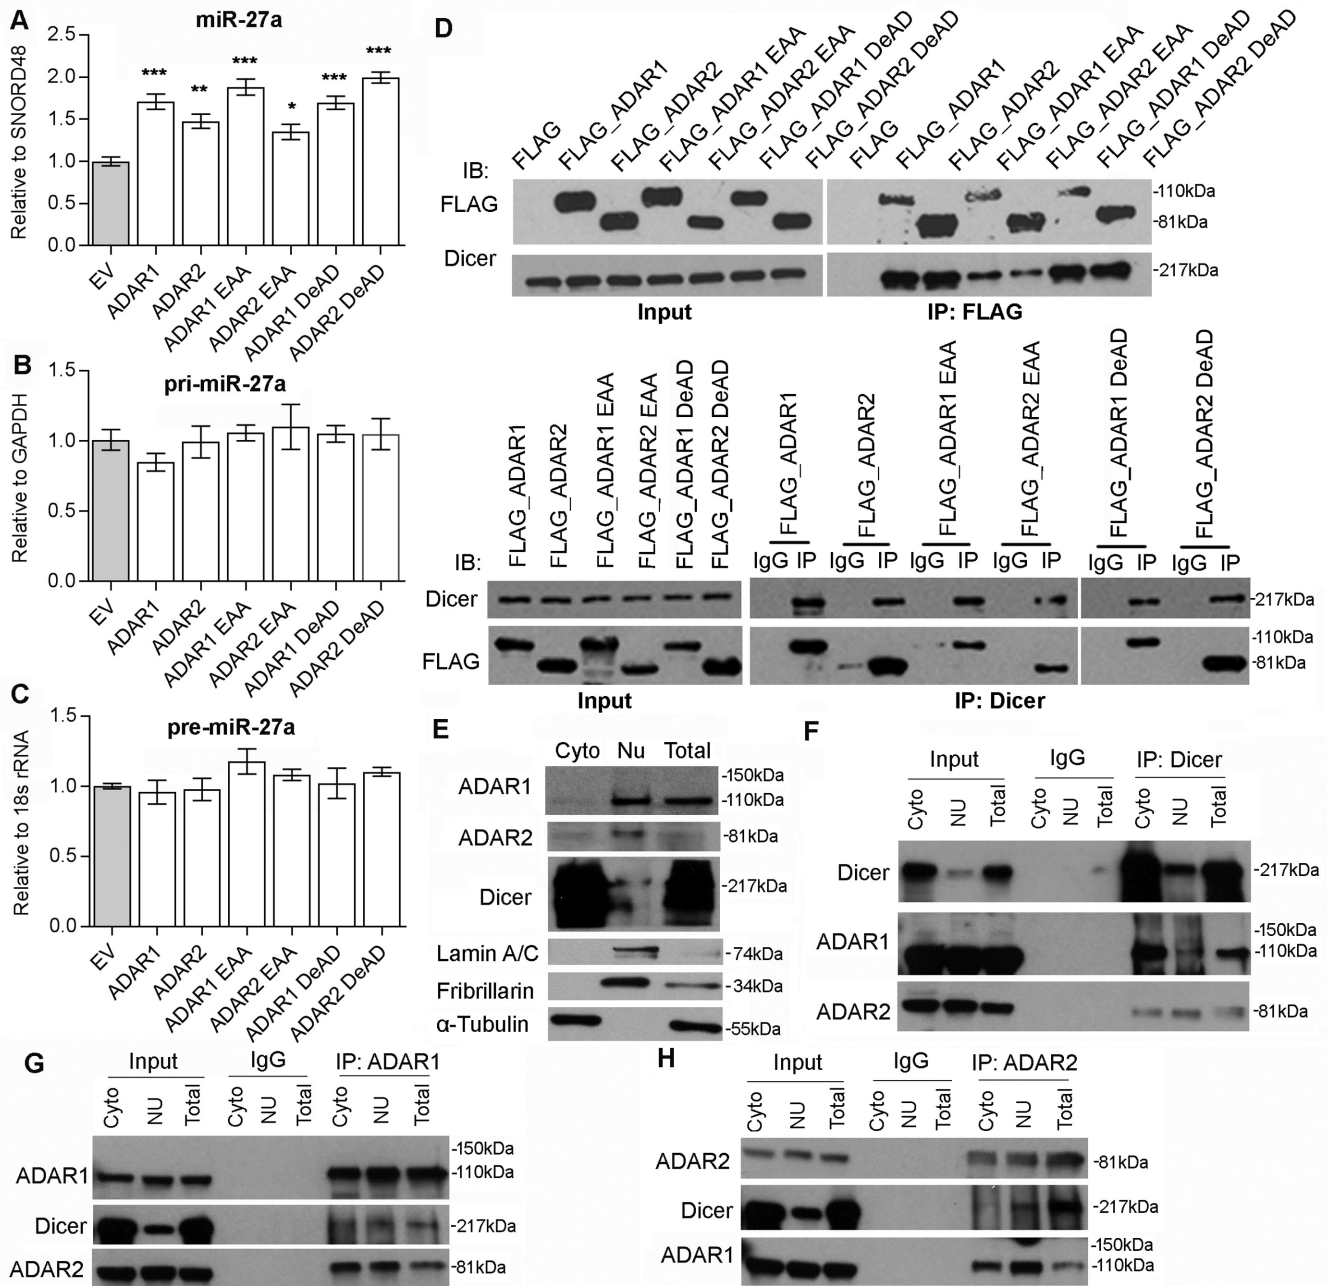 A
miR-27a
Relative to SNORD48
2.5
2.0
1.5
1.0
0.5
0.0
***
**
***
*
***
***
EV
ADAR1
ADAR2
ADAR1 EAA
ADAR2 EAA
ADAR1 DeAD
ADAR2 DeAD
B
pri-miR-27a
Relative to GAPDH
1.5
1.0
0.5
0.0
EV
ADAR1
ADAR2
ADAR1 EAA
ADAR2 EAA
ADAR1 DeAD
ADAR2 DeAD
C
pre-miR-27a
Relative to 18s rRNA
1.5
1.0
0.5
0.0
EV
ADAR1
ADAR2
ADAR1 EAA
ADAR2 EAA
ADAR1 DeAD
ADAR2 DeAD
D
FLAG
FLAG_ADAR1
FLAG_ADAR2
FLAG_ADAR1 EAA
FLAG_ADAR2 EAA
FLAG_ADAR1 DeAD
FLAG_ADAR2 DeAD
FLAG
FLAG_ADAR1
FLAG_ADAR2
FLAG_ADAR1 EAA
FLAG_ADAR2 EAA
FLAG_ADAR1 DeAD
FLAG_ADAR2 DeAD
IB:
FLAG
-110kDa
-81kDa
Dicer
-217kDa
Input
IP: FLAG
FLAG_ADAR1
FLAG_ADAR2
FLAG_ADAR1 EAA
FLAG_ADAR2 EAA
FLAG_ADAR1 DeAD
FLAG_ADAR2 DeAD
FLAG_ADAR1
FLAG_ADAR2
FLAG_ADAR1 EAA
FLAG_ADAR2 EAA
FLAG_ADAR1 DeAD
FLAG_ADAR2 DeAD
IB:
IgG IP IgG IP IgG IP IgG IP IgG IP IgG IP
Dicer
-217kDa
FLAG
-110kDa
-81kDa
Input
IP: Dicer
E
Cyto Nu Total
ADAR1
-150kDa
-110kDa
ADAR2
-81kDa
Dicer
-217kDa
Lamin A/C
-74kDa
Fribrillarin
-34kDa
α-Tubulin
-55kDa
F
Input IgG IP: Dicer
Cyto NU Total Cyto NU Total Cyto NU Total
Dicer
-217kDa
ADAR1
-150kDa
-110kDa
ADAR2
-81kDa
G
Input IgG IP: ADAR1
Cyto NU Total Cyto NU Total Cyto NU Total
ADAR1
-150kDa
-110kDa
Dicer
-217kDa
ADAR2
-81kDa
H
Input IgG IP: ADAR2
Cyto NU Total Cyto NU Total Cyto NU Total
ADAR2
-81kDa
Dicer
-217kDa
ADAR1
-150kDa
-110kDa